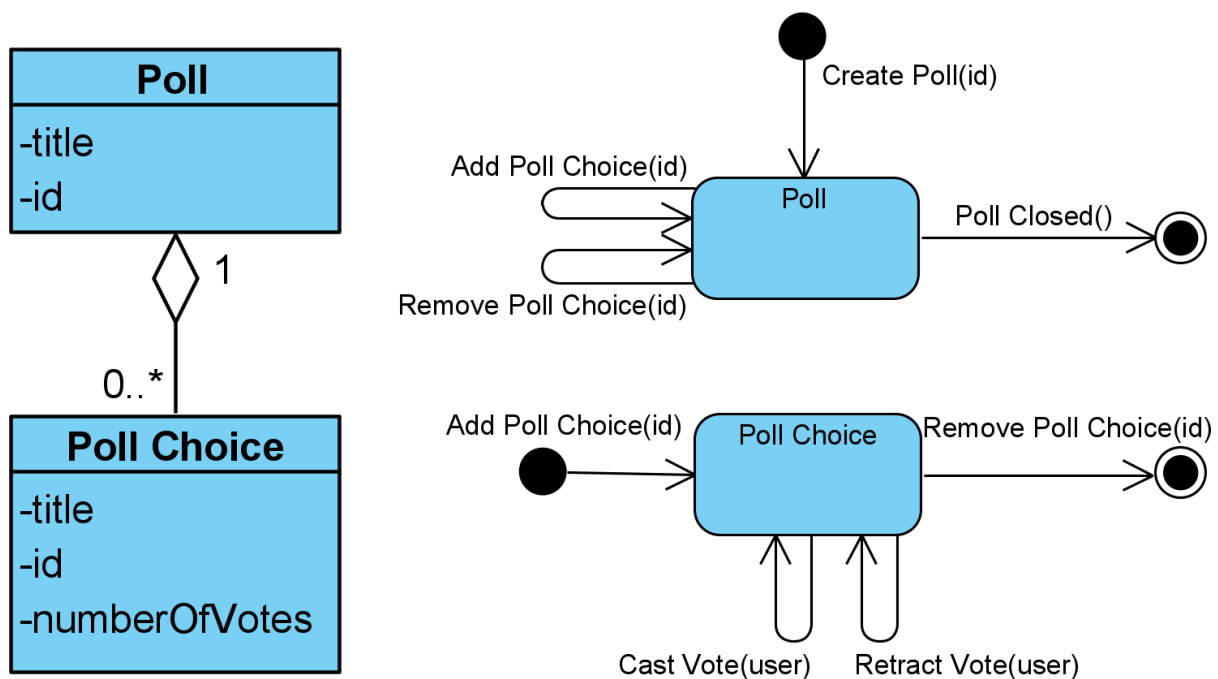 Poll
-title
-id
1
0..*
Poll Choice
-title
-id
-numberOfVotes
Create Poll(id)
Add Poll Choice(id)
Poll
Poll Closed()
Remove Poll Choice(id)
Add Poll Choice(id)
Poll Choice
Remove Poll Choice(id)
Cast Vote(user)
Retract Vote(user)